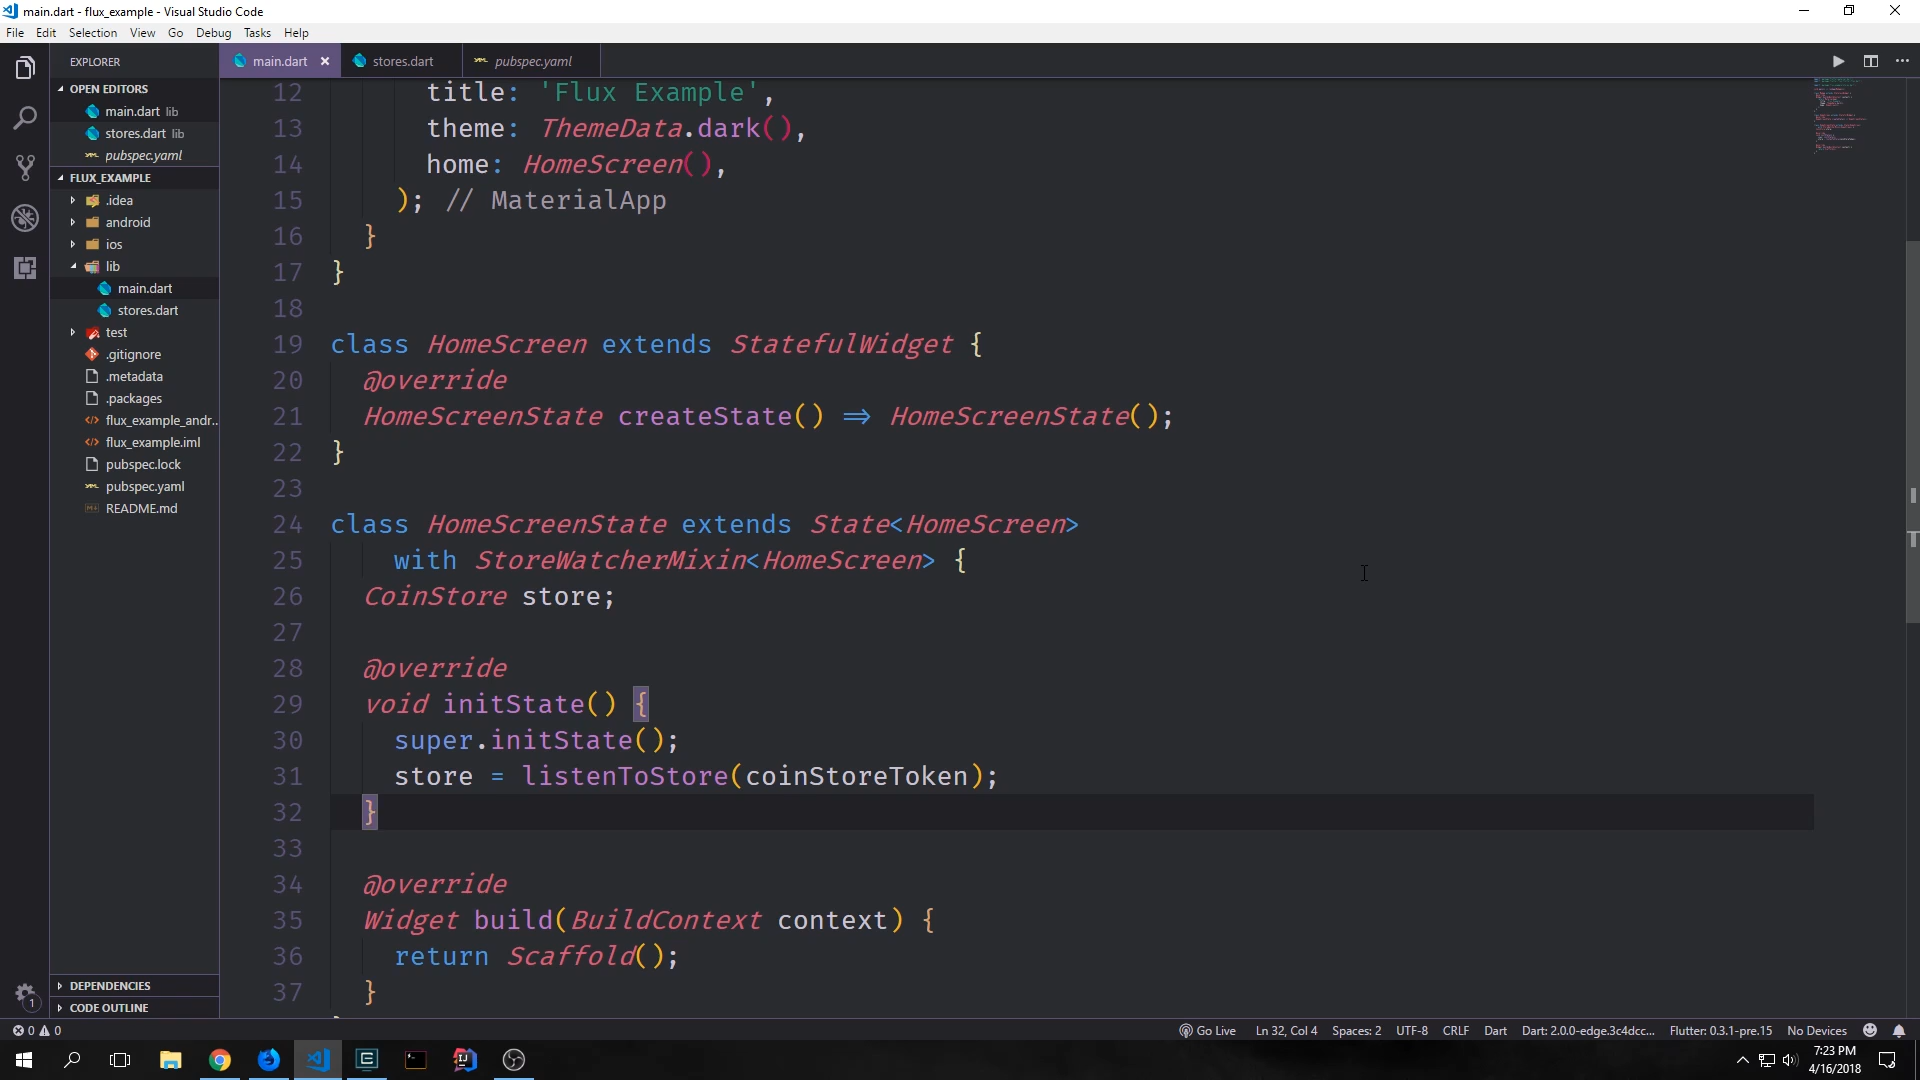 main.dart - flux_example - Visual Studio Code
File Edit Selection View Go Debug Tasks Help
EXPLORER
OPEN EDITORS
main.dart lib
stores.dart lib
pubspec.yaml
FLUX_EXAMPLE
.idea
android
ios
lib
main.dart
stores.dart
test
.gitignore
.metadata
.packages
flux_example_andr...
flux_example.iml
pubspec.lock
pubspec.yaml
README.md
DEPENDENCIES
CODE OUTLINE
main.dart stores.dart pubspec.yaml
12 title: 'Flux Example',
13 theme: ThemeData.dark(),
14 home: HomeScreen(),
15 ); // MaterialApp
16 }
17 }
18
19 class HomeScreen extends StatefulWidget {
20 @override
21 HomeScreenState createState() => HomeScreenState();
22 }
23
24 class HomeScreenState extends State<HomeScreen>
25 with StoreWatcherMixin<HomeScreen> {
26 CoinStore store;
27
28 @override
29 void initState() {
30 super.initState();
31 store = listenToStore(coinStoreToken);
32 }
33
34 @override
35 Widget build(BuildContext context) {
36 return Scaffold();
37 }
1
0 0 Go Live Ln 32, Col 4 Spaces: 2 UTF-8 CRLF Dart Dart: 2.0.0-edge.3c4dcc... Flutter: 0.3.1-pre.15 No Devices
7:23 PM
4/16/2018